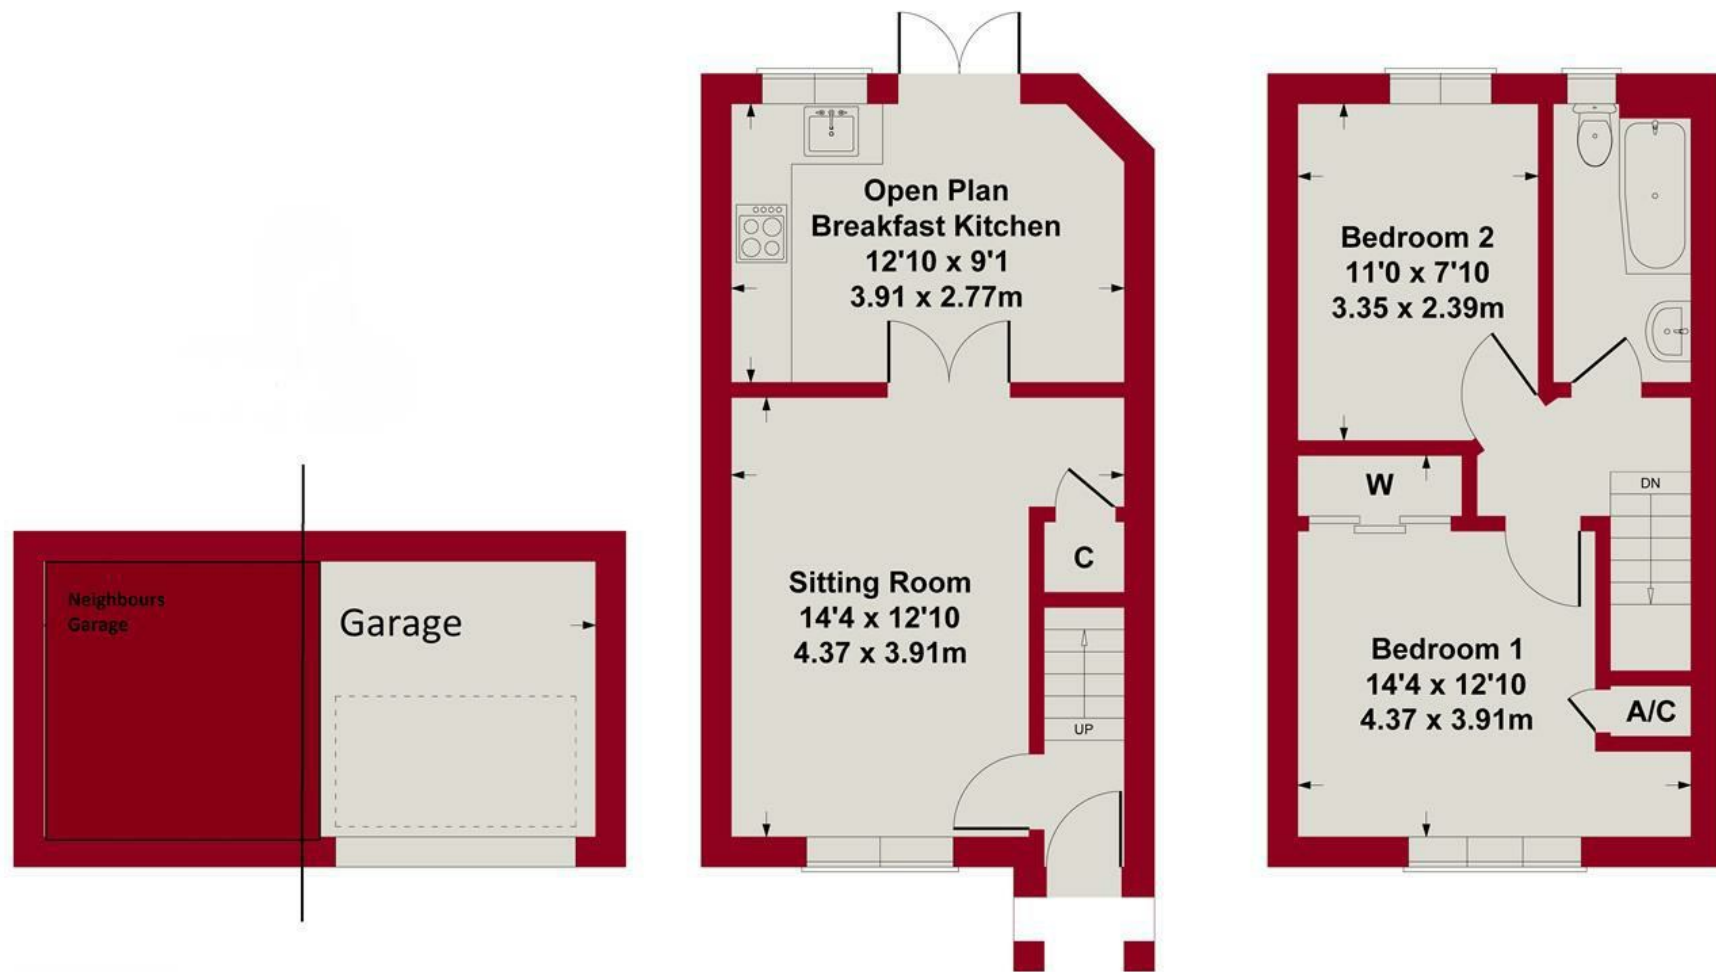 Neighbours
Garage
Garage
Open Plan
Breakfast Kitchen
12'10 x 9'1
3.91 x 2.77m
Sitting Room
14'4 x 12'10
4.37 x 3.91m
C
UP
Bedroom 2
11'0 x 7'10
3.35 x 2.39m
W
DN
Bedroom 1
14'4 x 12'10
4.37 x 3.91m
A/C